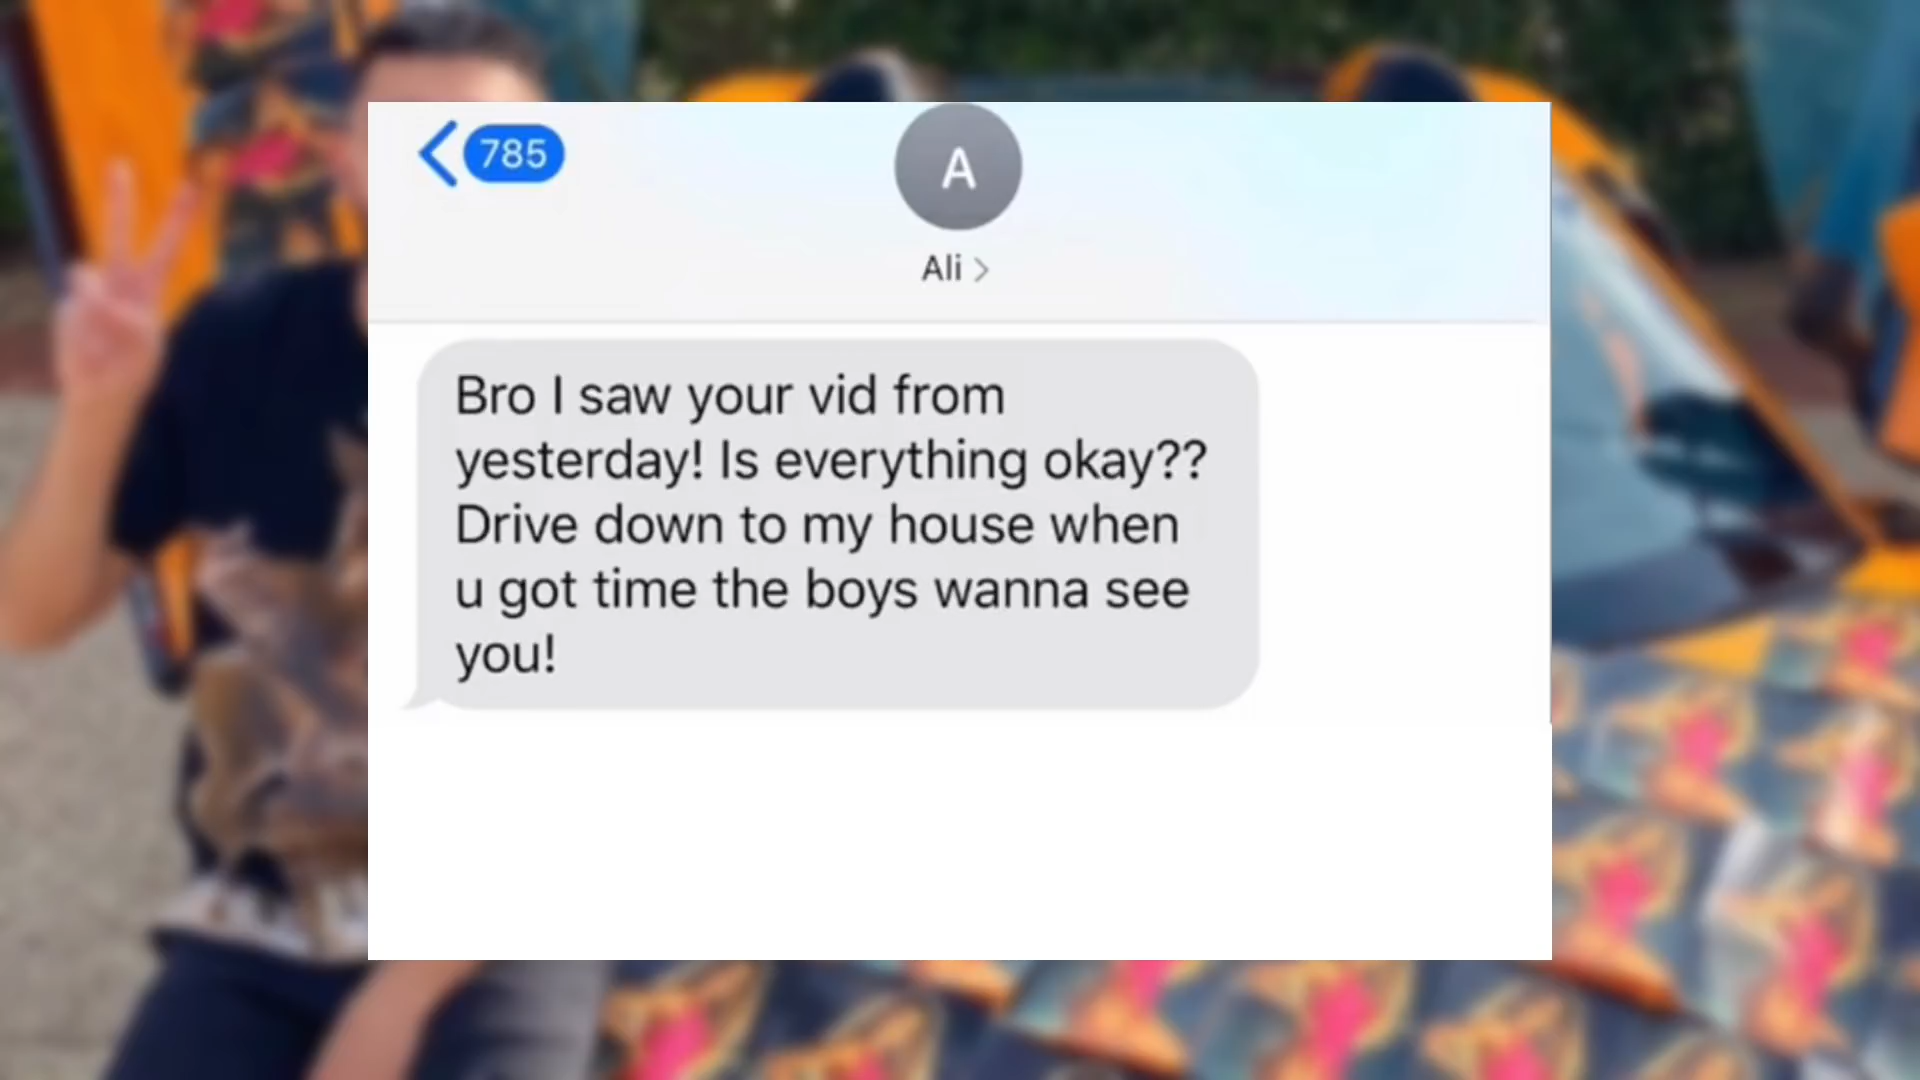 785
A
Ali >
Bro I saw your vid from
yesterday! Is everything okay??
Drive down to my house when
u got time the boys wanna see
you!